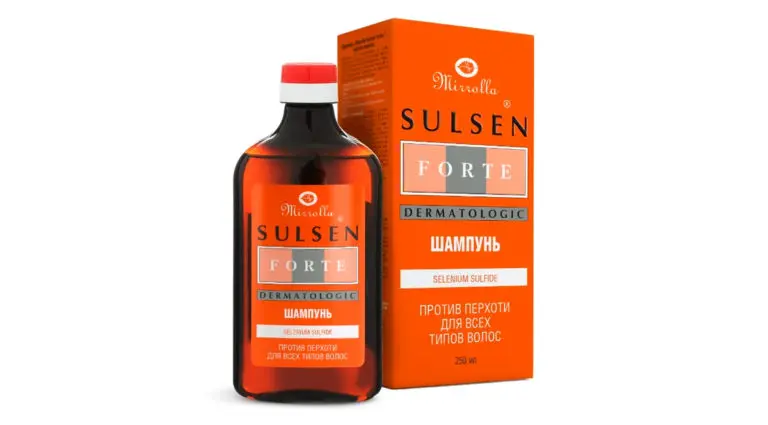 Mirrolla
SULSEN®
FORTE
DERMATOLOGIC
ШАМПУНЬ
SELENIUM SULFIDE
ПРОТИВ ПЕРХОТИ
ДЛЯ ВСЕХ ТИПОВ ВОЛОС
Mirrolla
SULSEN®
FORTE
DERMATOLOGIC
ШАМПУНЬ
SELENIUM SULFIDE
ПРОТИВ ПЕРХОТИ
ДЛЯ ВСЕХ
ТИПОВ ВОЛОС
250 мл